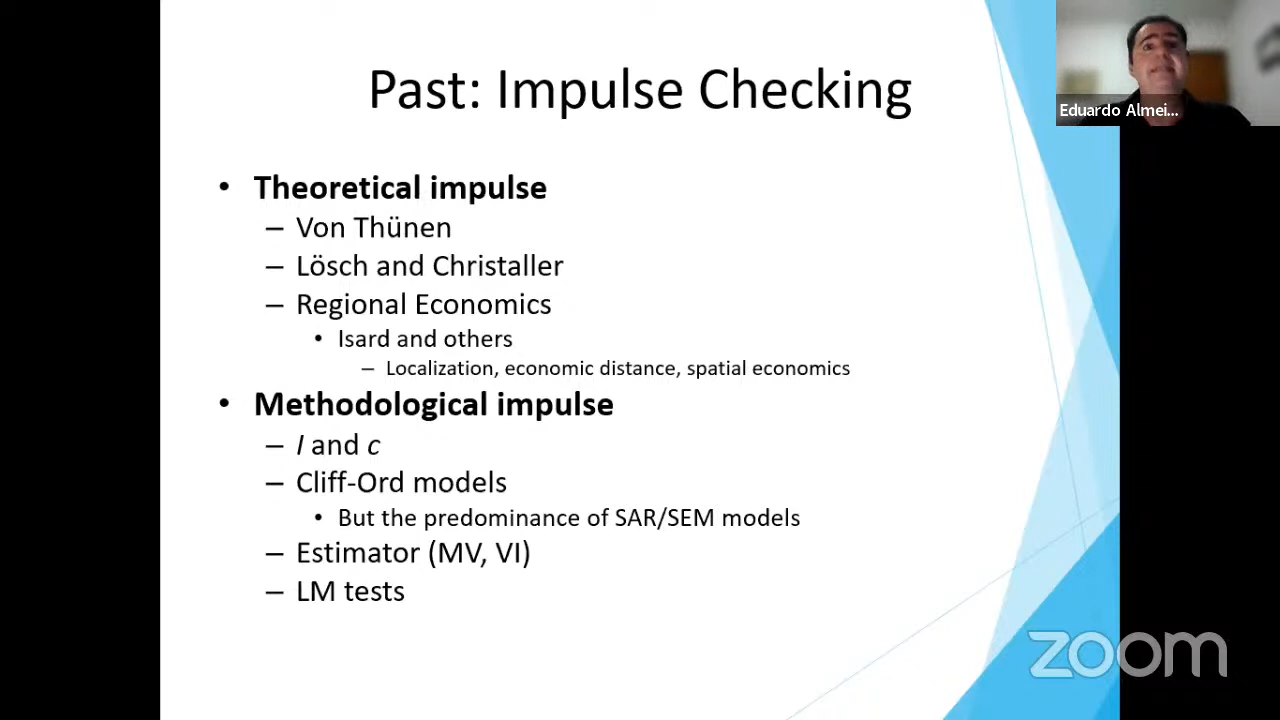 Past: Impulse Checking
Eduardo Almei...
• Theoretical impulse
– Von Thünen
– Lösch and Christaller
– Regional Economics
• Isard and others
– Localization, economic distance, spatial economics
• Methodological impulse
– I and c
– Cliff-Ord models
• But the predominance of SAR/SEM models
– Estimator (MV, VI)
– LM tests
zoom